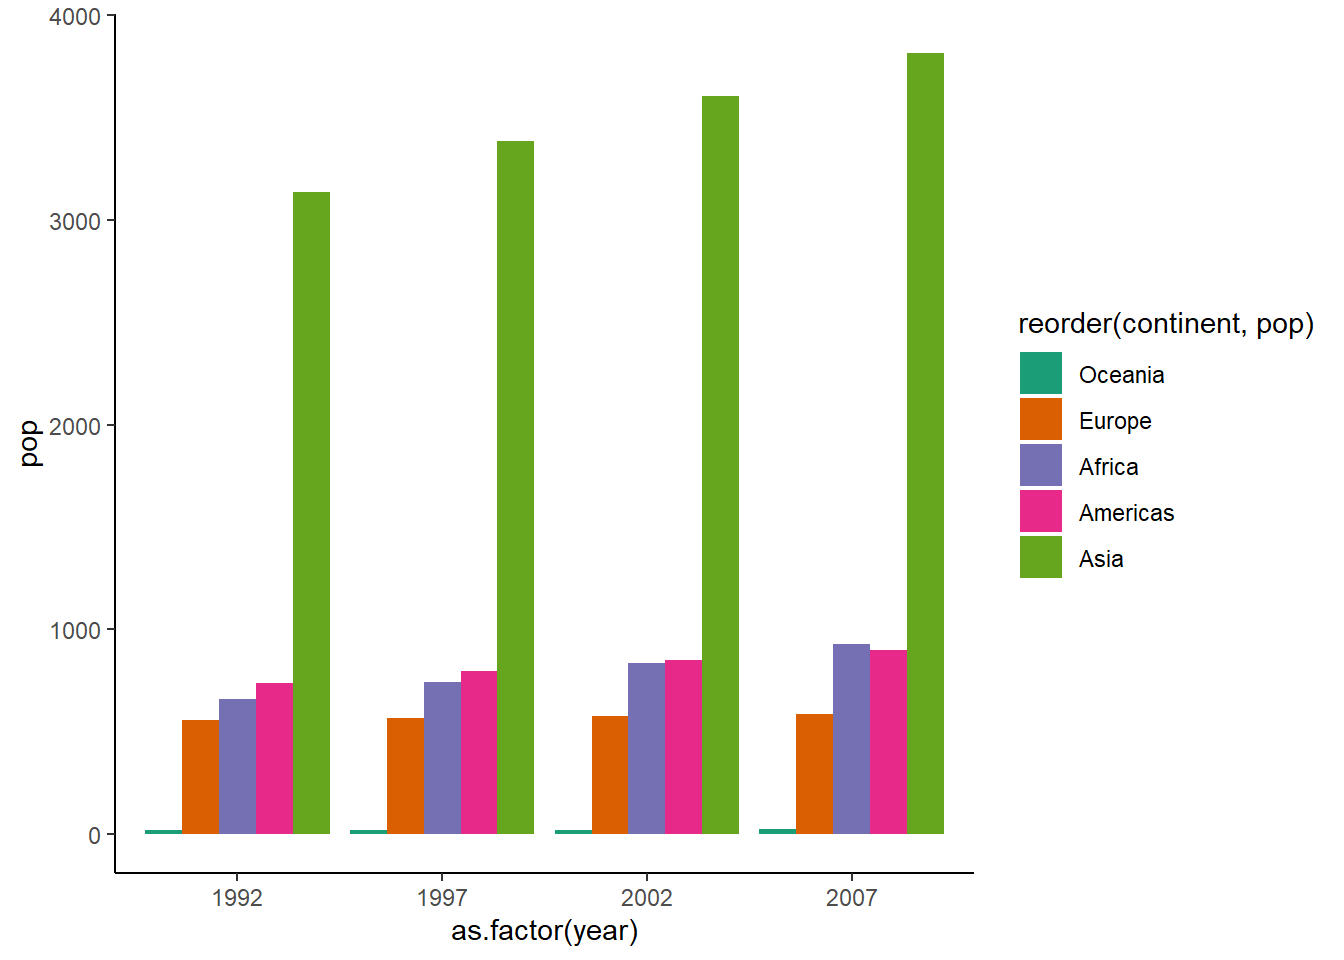 4000
3000
2000
1000
0
pop
1992 1997 2002 2007
as.factor(year)
reorder(continent, pop)
Oceania
Europe
Africa
Americas
Asia